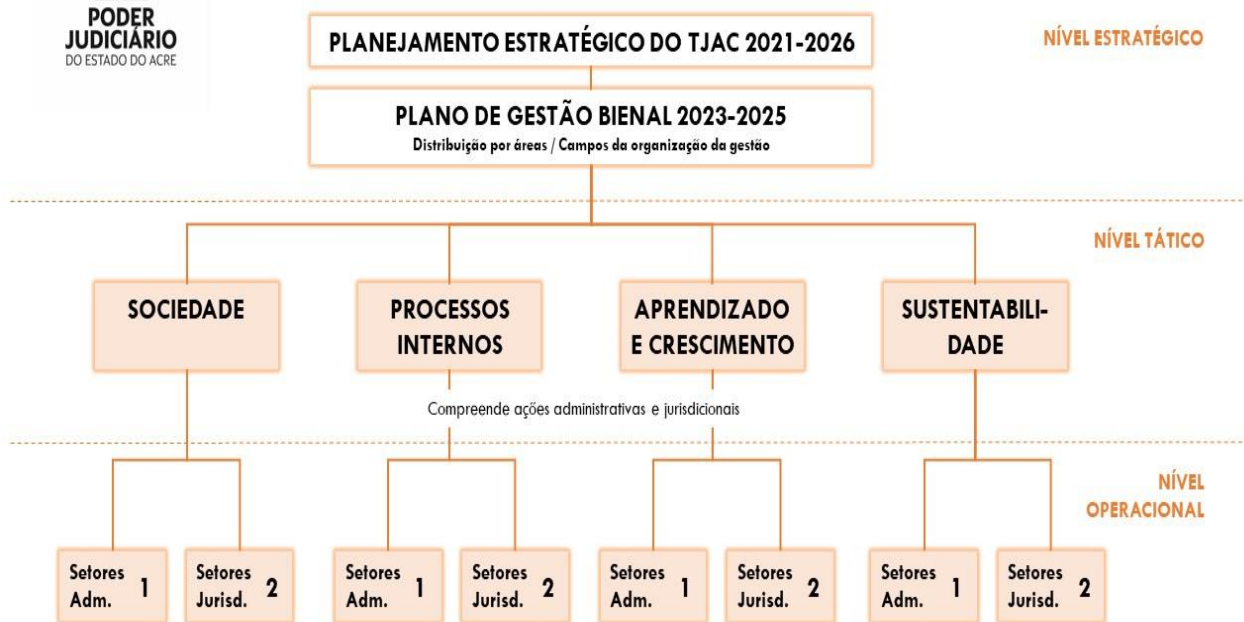 PODER
JUDICIÁRIO
DO ESTADO DO ACRE
PLANEJAMENTO ESTRATÉGICO DO TJAC 2021-2026
NÍVEL ESTRATÉGICO
PLANO DE GESTÃO BIENAL 2023-2025
Distribuição por áreas / Campos da organização da gestão
NÍVEL TÁTICO
SOCIEDADE
PROCESSOS
INTERNOS
APRENDIZADO
E CRESCIMENTO
SUSTENTABILI-
DADE
Compreende ações administrativas e jurisdicionais
NÍVEL
OPERACIONAL
Setores
Adm. 1
Setores
Jurisd. 2
Setores
Adm. 1
Setores
Jurisd. 2
Setores
Adm. 1
Setores
Jurisd. 2
Setores
Adm. 1
Setores
Jurisd. 2